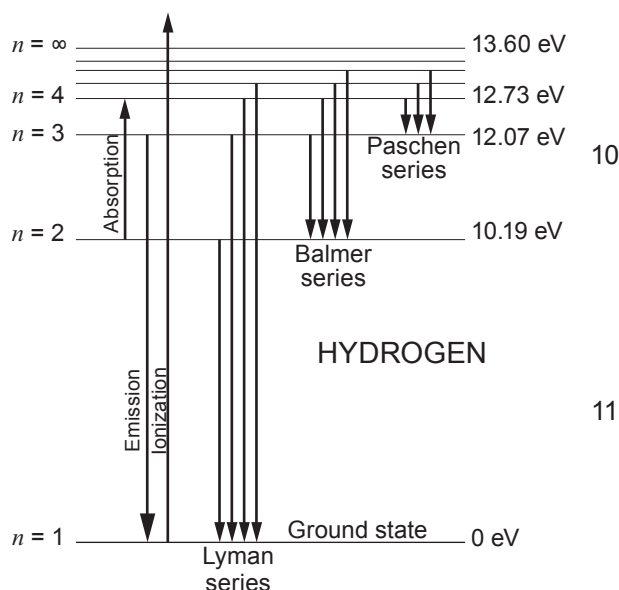 n = ∞
13.60 eV
n = 4
12.73 eV
n = 3
12.07 eV
Absorption
Paschen
series
10
n = 2
10.19 eV
Balmer
series
HYDROGEN
Emission
Ionization
11
n = 1
Ground state
0 eV
Lyman
series